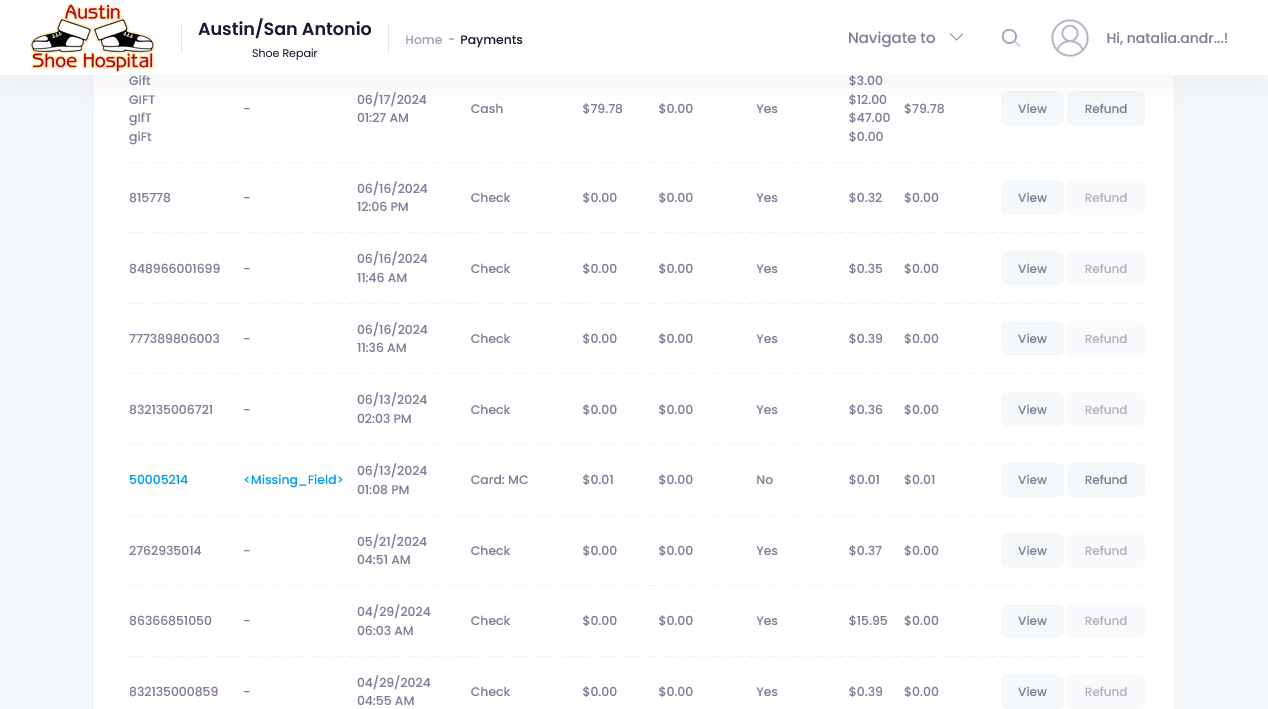 Austin
Shoe Hospital
Austin/San Antonio
Shoe Repair
Home - Payments
Navigate to
Hi, natalia.andr...!
Gift
GIFT
gIfT
giFt
-
06/17/2024
01:27 AM
Cash
$79.78
$0.00
Yes
$3.00
$12.00
$47.00
$0.00
$79.78
View
Refund
815778
-
06/16/2024
12:06 PM
Check
$0.00
$0.00
Yes
$0.32
$0.00
View
Refund
848966001699
-
06/16/2024
11:46 AM
Check
$0.00
$0.00
Yes
$0.35
$0.00
View
Refund
777389806003
-
06/16/2024
11:36 AM
Check
$0.00
$0.00
Yes
$0.39
$0.00
View
Refund
832135006721
-
06/13/2024
02:03 PM
Check
$0.00
$0.00
Yes
$0.36
$0.00
View
Refund
50005214
<Missing_Field>
06/13/2024
01:08 PM
Card: MC
$0.01
$0.00
No
$0.01
$0.01
View
Refund
2762935014
-
05/21/2024
04:51 AM
Check
$0.00
$0.00
Yes
$0.37
$0.00
View
Refund
86366851050
-
04/29/2024
06:03 AM
Check
$0.00
$0.00
Yes
$15.95
$0.00
View
Refund
832135000859
-
04/29/2024
04:55 AM
Check
$0.00
$0.00
Yes
$0.39
$0.00
View
Refund